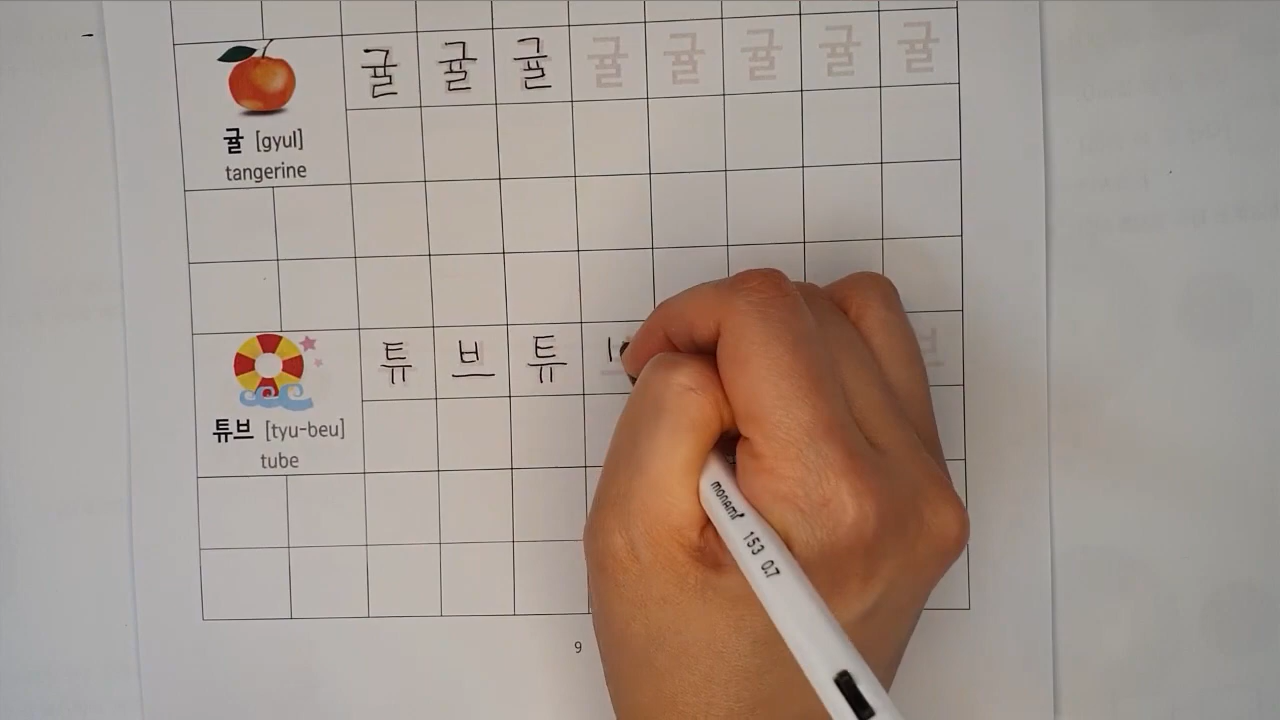 귤 귤 귤 귤 귤 귤 귤 귤
귤 [gyul]
tangerine
튜 브 튜 브
튜브 [tyu-beu]
tube
monami 153 0.7
9